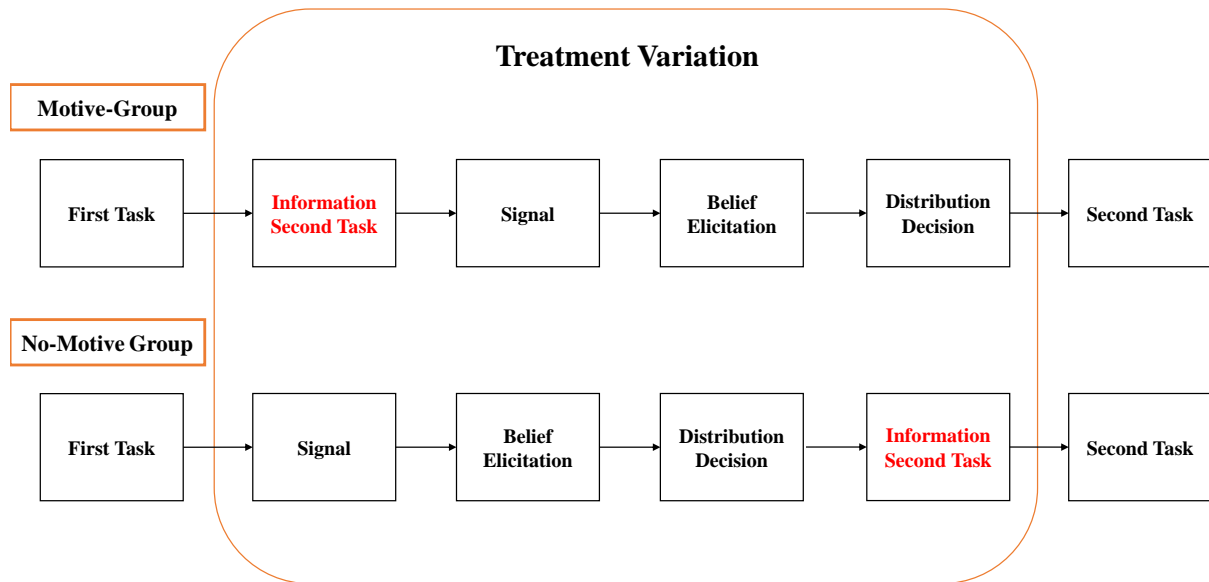 Treatment Variation
Motive-Group
First Task
Information
Second Task
Signal
Belief
Elicitation
Distribution
Decision
Second Task
No-Motive Group
First Task
Signal
Belief
Elicitation
Distribution
Decision
Information
Second Task
Second Task